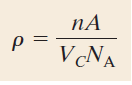 ρ = nA / V_C N_A